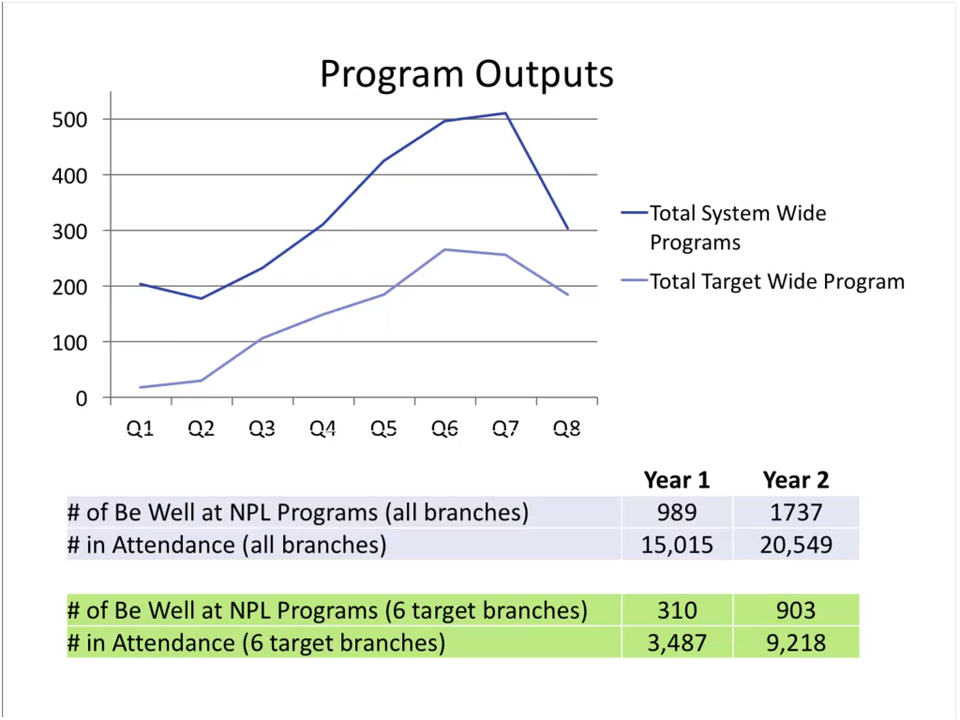 Program Outputs
500
400
300
200
100
0
Q1 Q2 Q3 Q4 Q5 Q6 Q7 Q8
Total System Wide
Programs
Total Target Wide Program
Year 1 Year 2
# of Be Well at NPL Programs (all branches) 989 1737
# in Attendance (all branches) 15,015 20,549
# of Be Well at NPL Programs (6 target branches) 310 903
# in Attendance (6 target branches) 3,487 9,218